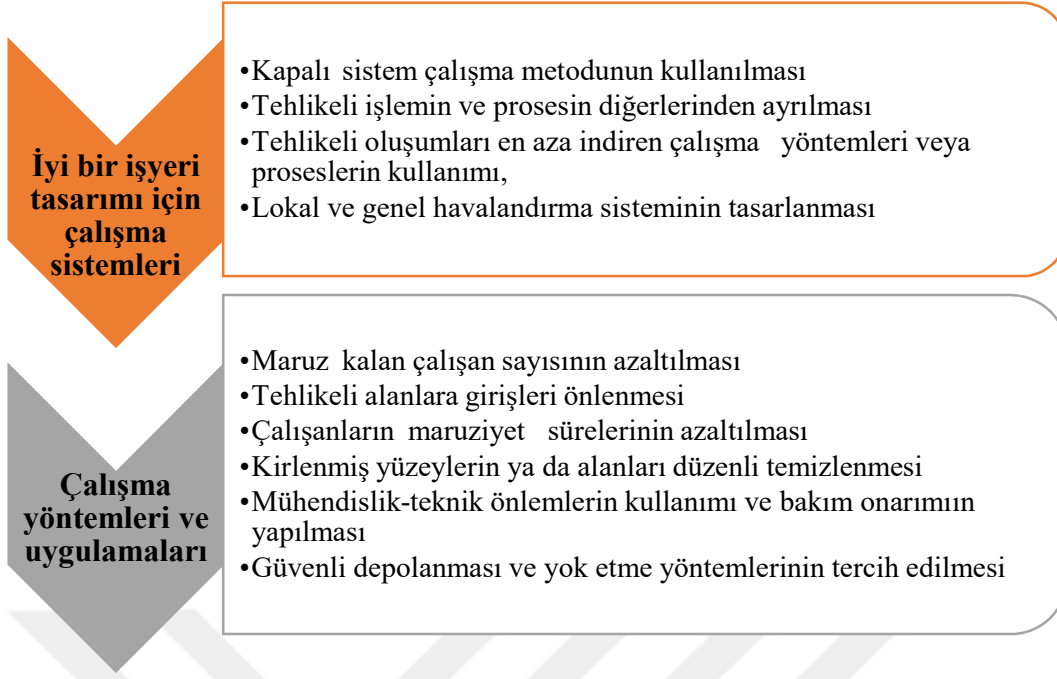 İyi bir işyeri
tasarımı için
çalışma
sistemleri
•Kapalı sistem çalışma metodunun kullanılması
•Tehlikeli işlemin ve prosesin diğerlerinden ayrılması
•Tehlikeli oluşumları en aza indiren çalışma yöntemleri veya
proseslerin kullanımı,
•Lokal ve genel havalandırma sisteminin tasarlanması
Çalışma
yöntemleri ve
uygulamaları
•Maruz kalan çalışan sayısının azaltılması
•Tehlikeli alanlara girişleri önlenmesi
•Çalışanların maruziyet sürelerinin azaltılması
•Kirlenmiş yüzeylerin ya da alanları düzenli temizlenmesi
•Mühendislik-teknik önlemlerin kullanımı ve bakım onarımıın
yapılması
•Güvenli depolanması ve yok etme yöntemlerinin tercih edilmesi